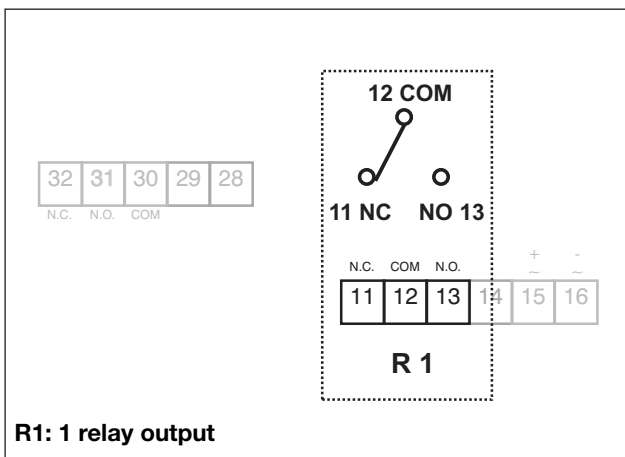 12 COM
11 NC NO 13
32 31 30 29 28
N.C. N.O. COM
N.C. COM N.O. + -
~ ~
11 12 13 14 15 16
R 1
R1: 1 relay output